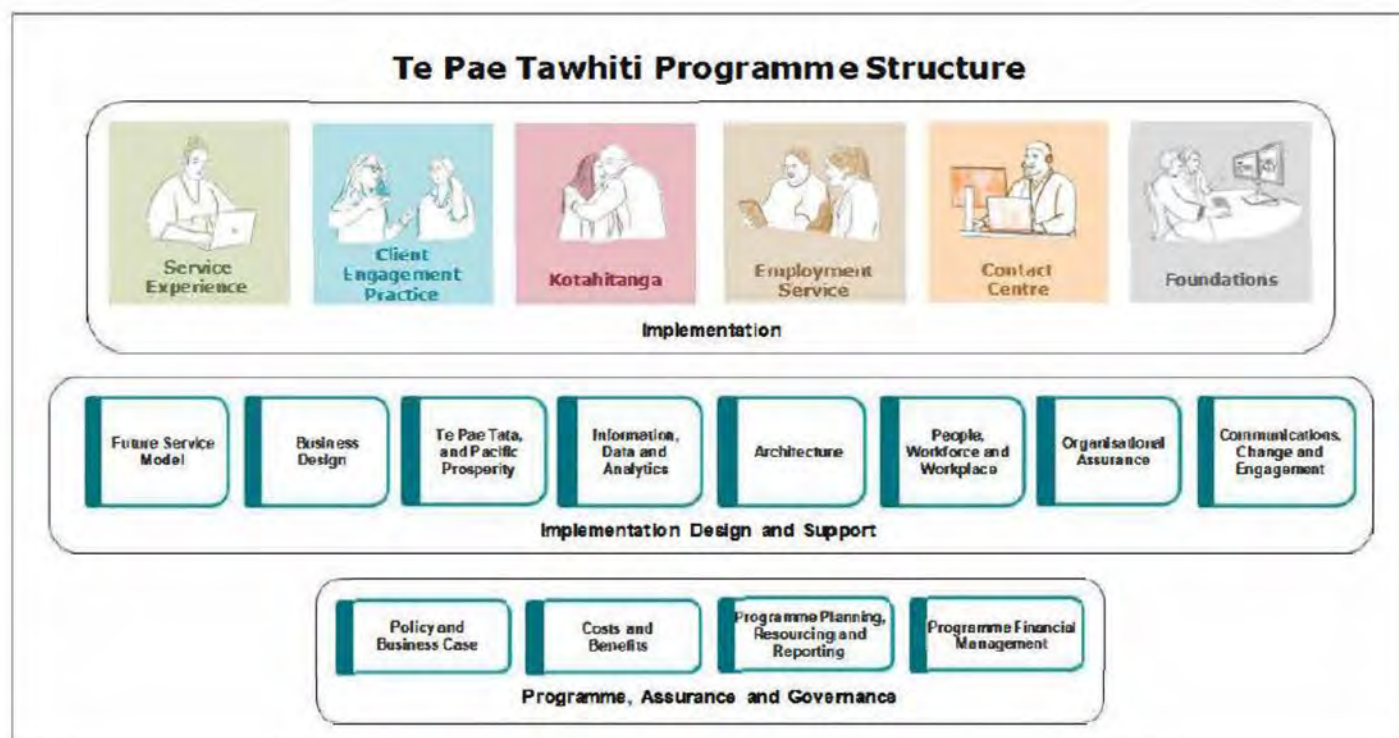 Te Pae Tawhiti Programme Structure
Service
Experience
Client
Engagement
Practice
Kotahitanga
Employment
Service
Contact
Centre
Foundations
Implementation
Future Service
Model
Business
Design
Te Pae Tata,
and Pacific
Prosperity
Information,
Data and
Analytics
Architecture
People,
Workforce and
Workplace
Organisational
Assurance
Communications,
Change and
Engagement
Implementation Design and Support
Policy and
Business Case
Costs and
Benefits
Programme Planning,
Resourcing and
Reporting
Programme Financial
Management
Programme, Assurance and Governance